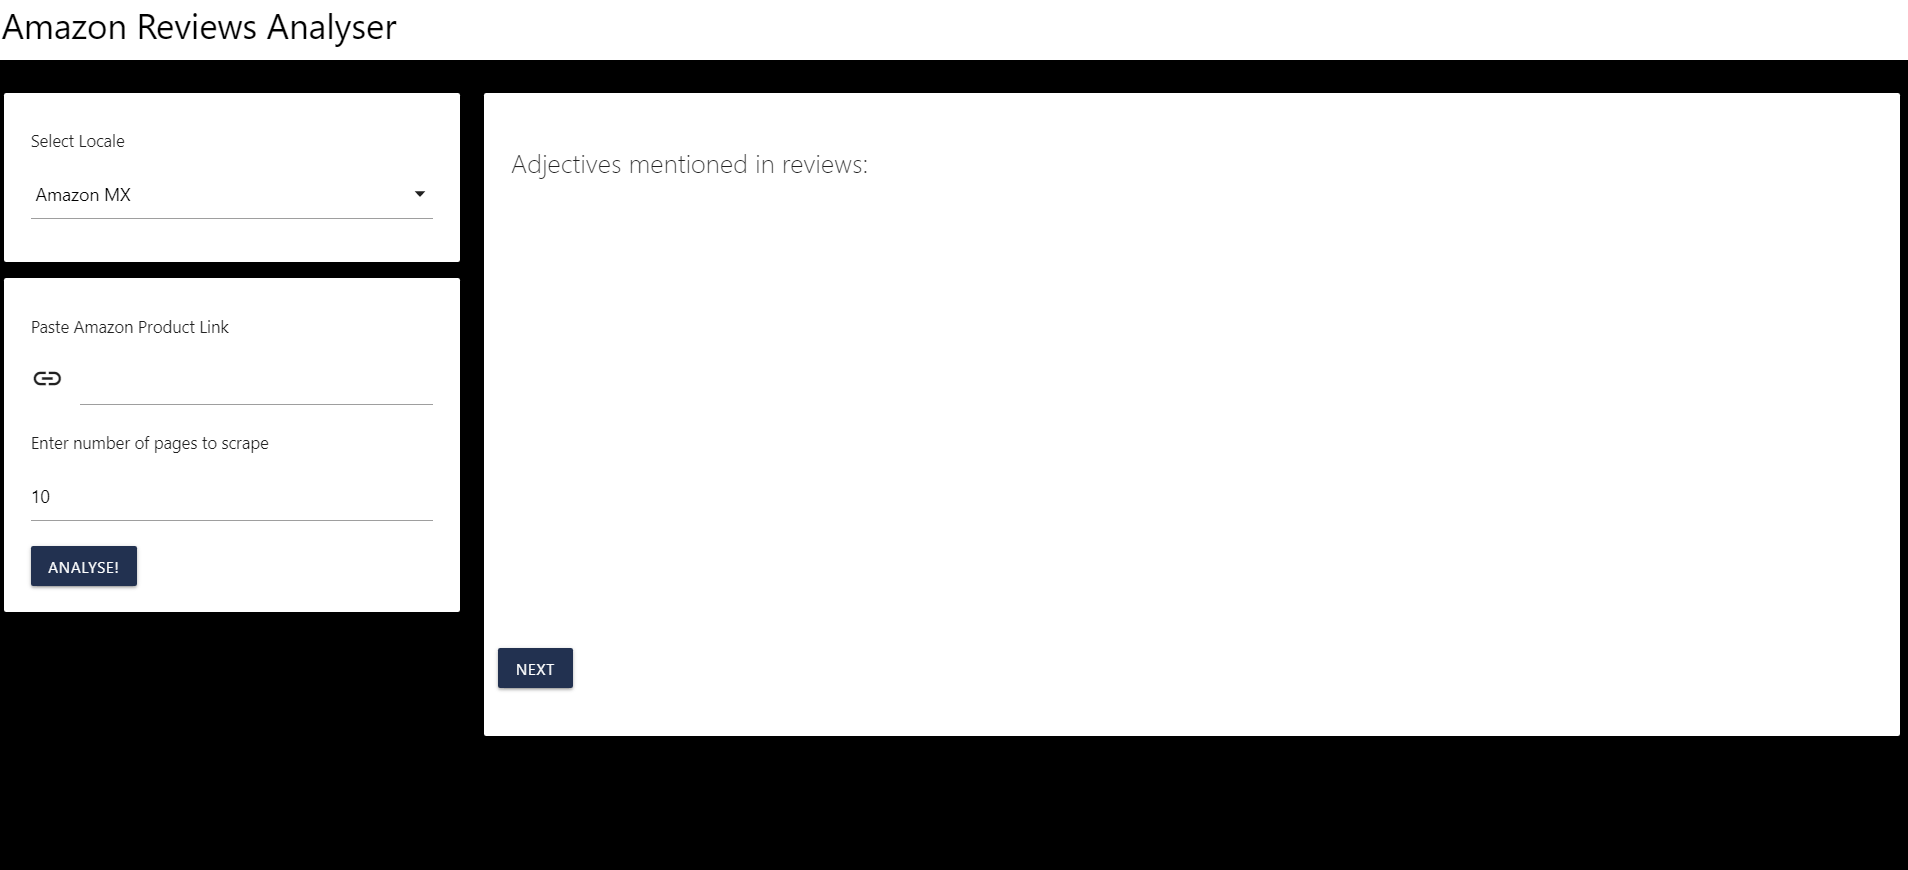 Amazon Reviews Analyser
Select Locale
Amazon MX
Paste Amazon Product Link
Enter number of pages to scrape
10
ANALYSE!
Adjectives mentioned in reviews:
NEXT